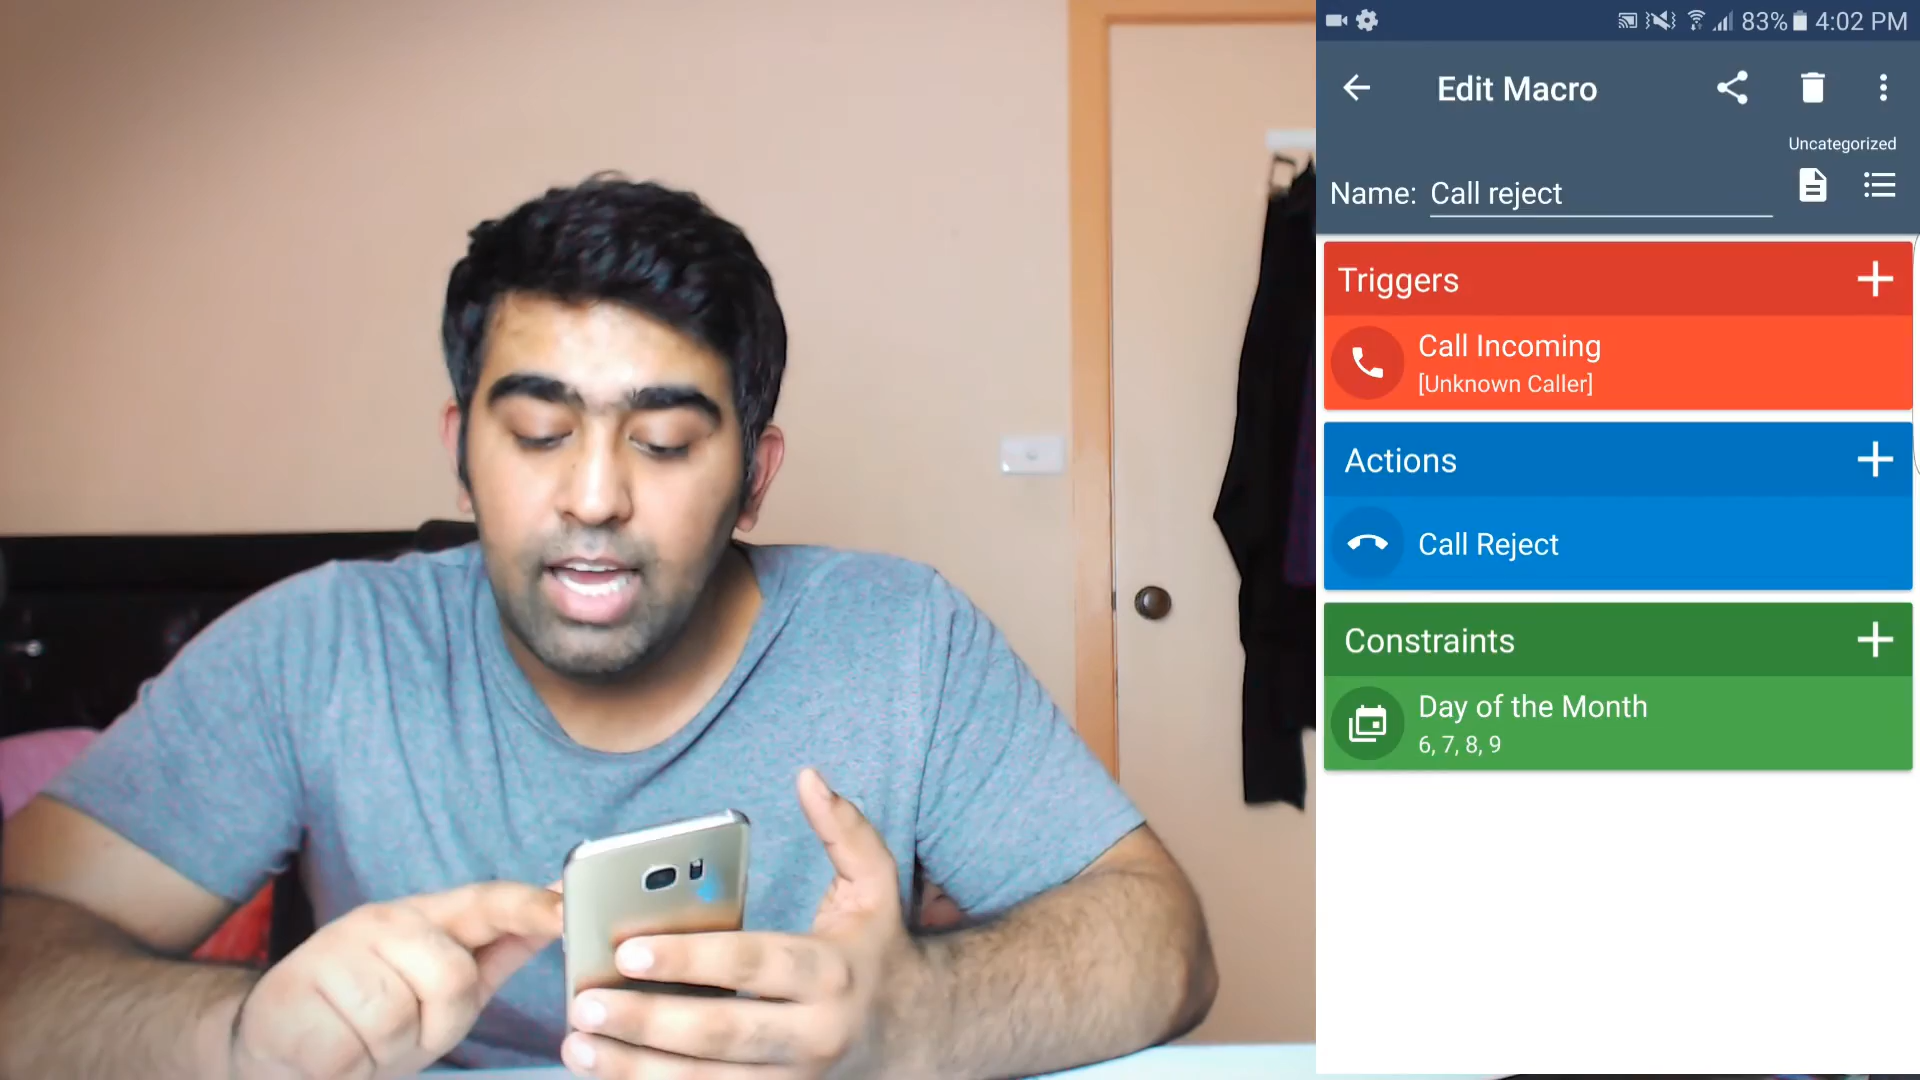 83% 4:02 PM
Edit Macro
Uncategorized
Name: Call reject
Triggers
Call Incoming
[Unknown Caller]
Actions
Call Reject
Constraints
Day of the Month
6, 7, 8, 9